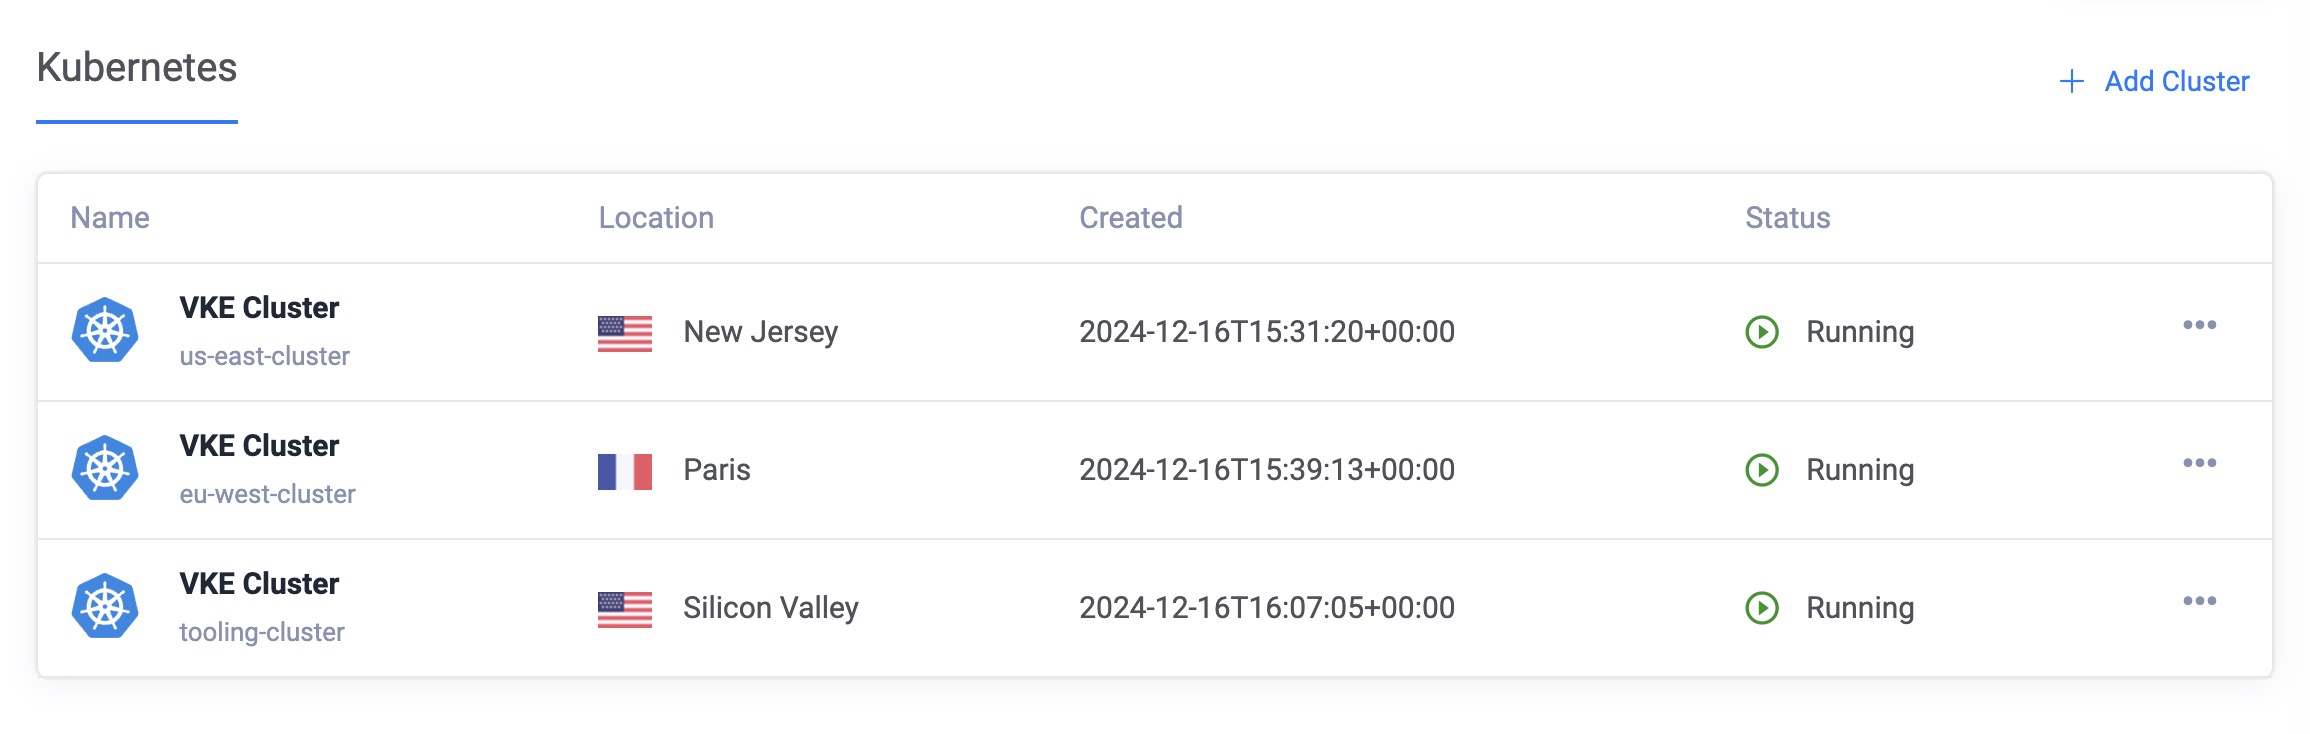 Kubernetes
+ Add Cluster
Name Location Created Status
VKE Cluster
us-east-cluster
New Jersey 2024-12-16T15:31:20+00:00 Running
VKE Cluster
eu-west-cluster
Paris 2024-12-16T15:39:13+00:00 Running
VKE Cluster
tooling-cluster
Silicon Valley 2024-12-16T16:07:05+00:00 Running